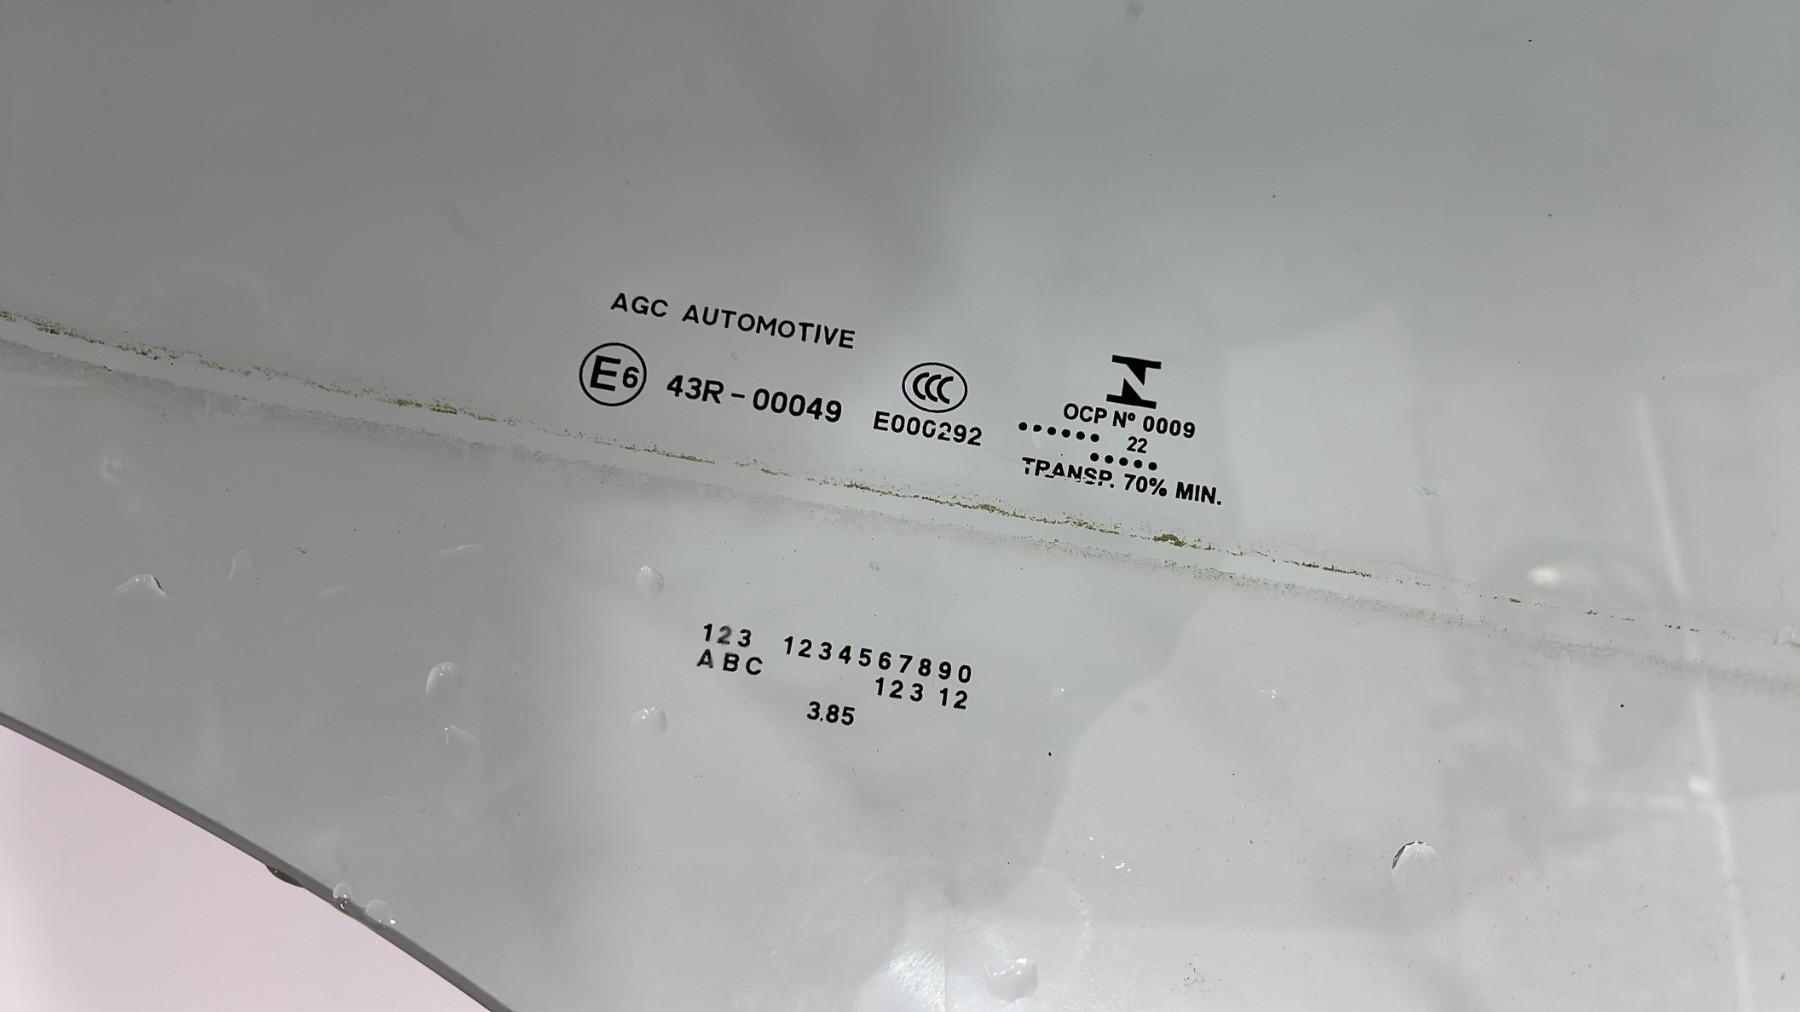 AGC AUTOMOTIVE
E6 43R-00049
CCC
E000292
OCP Nº 0009
•••••• 22 •••••
TRANSP. 70% MIN.
123 1234567890
ABC 123 12
3.85